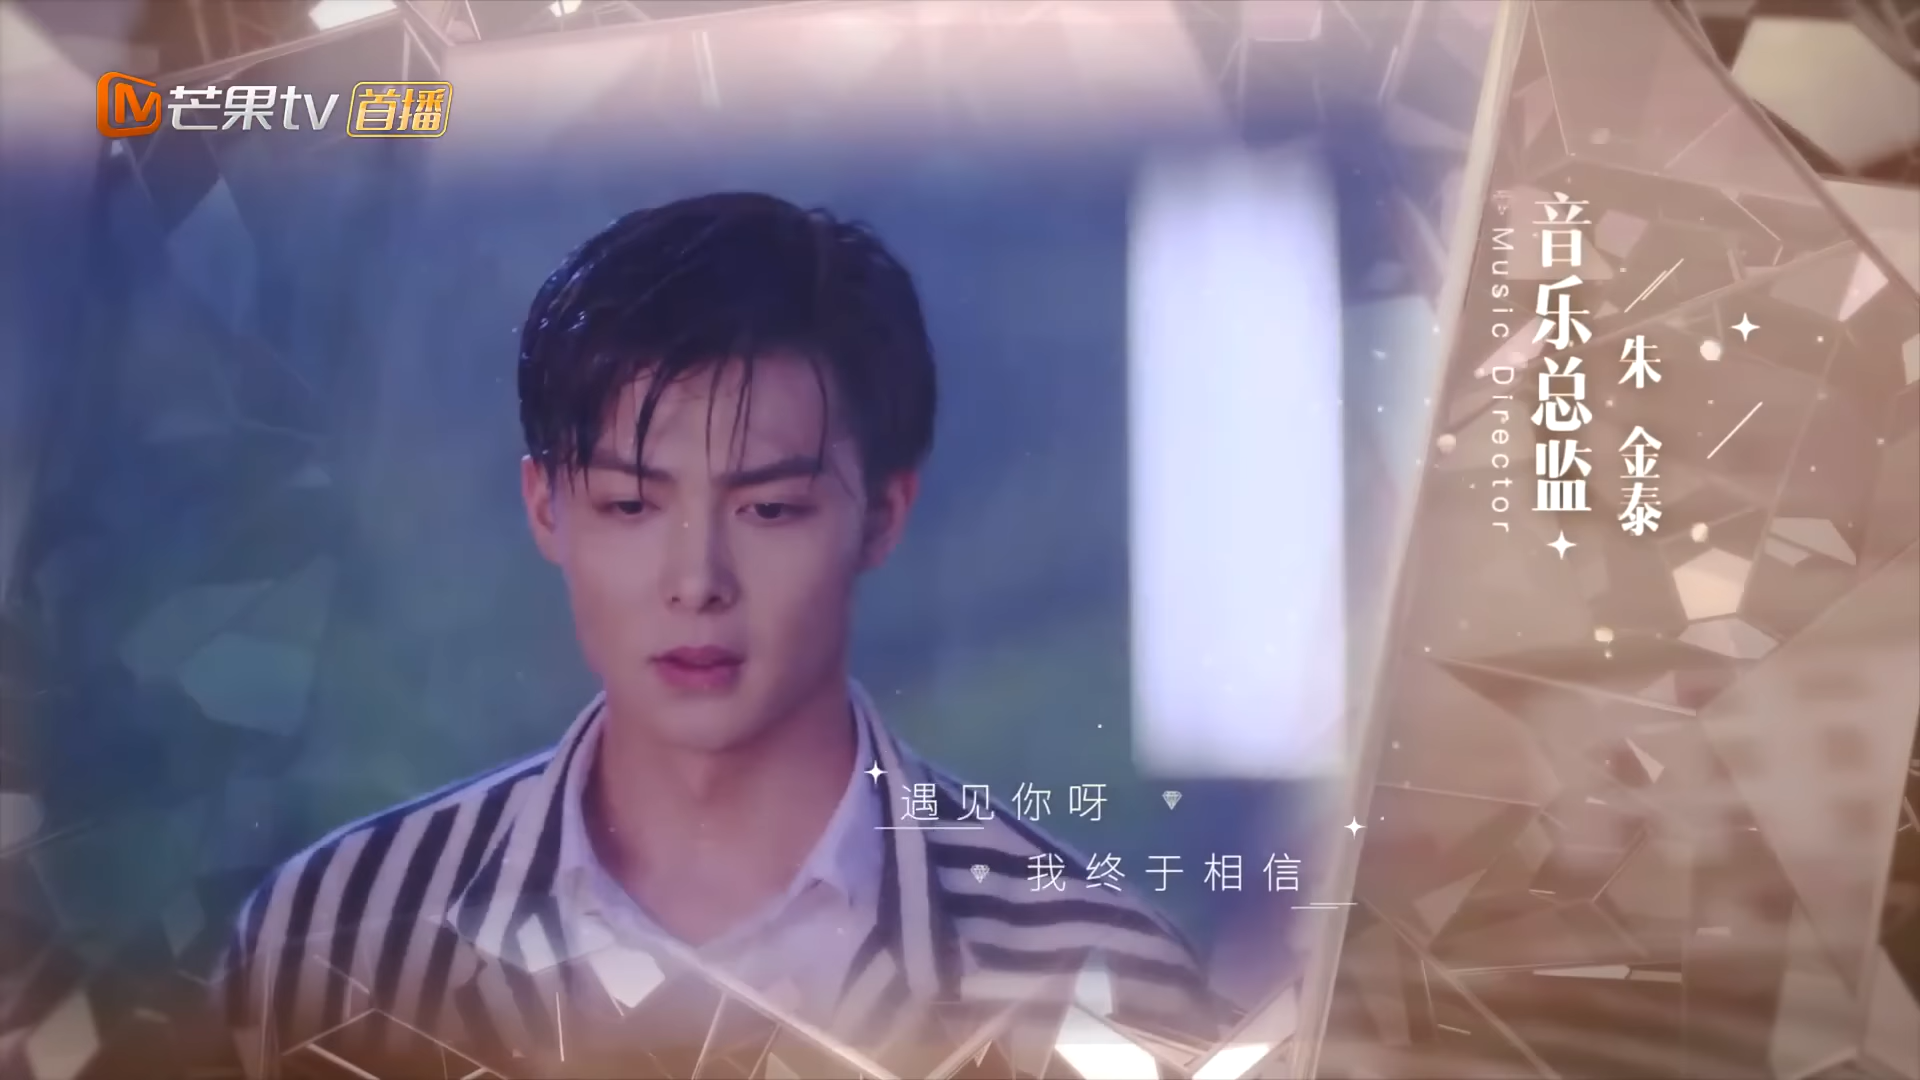 芒果tv 首播
音乐总监
Music Director
朱 金泰
遇见你呀
我终于相信